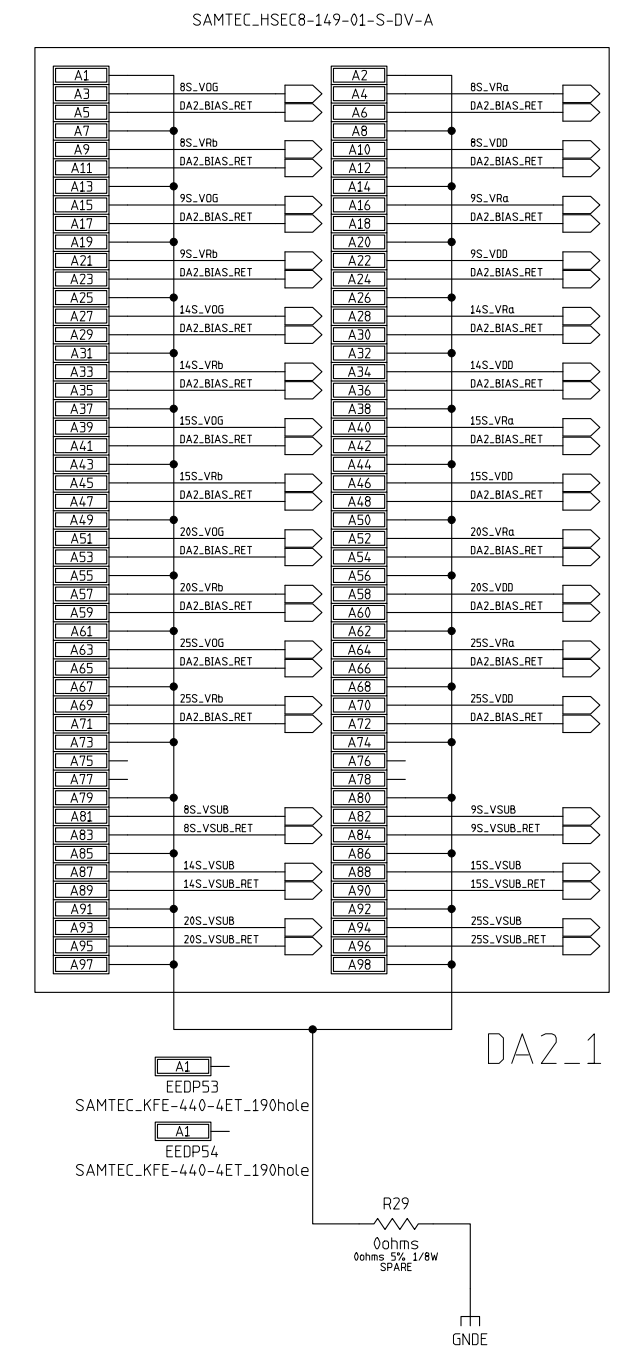 SAMTEC_HSEC8-149-01-S-DV-A
A1 A2
A3 8S_VOG A4 8S_VRa
A5 DA2_BIAS_RET A6 DA2_BIAS_RET
A7 A8
A9 8S_VRb A10 8S_VDD
A11 DA2_BIAS_RET A12 DA2_BIAS_RET
A13 A14
A15 9S_VOG A16 9S_VRa
A17 DA2_BIAS_RET A18 DA2_BIAS_RET
A19 A20
A21 9S_VRb A22 9S_VDD
A23 DA2_BIAS_RET A24 DA2_BIAS_RET
A25 A26
A27 14S_VOG A28 14S_VRa
A29 DA2_BIAS_RET A30 DA2_BIAS_RET
A31 A32
A33 14S_VRb A34 14S_VDD
A35 DA2_BIAS_RET A36 DA2_BIAS_RET
A37 A38
A39 15S_VOG A40 15S_VRa
A41 DA2_BIAS_RET A42 DA2_BIAS_RET
A43 A44
A45 15S_VRb A46 15S_VDD
A47 DA2_BIAS_RET A48 DA2_BIAS_RET
A49 A50
A51 20S_VOG A52 20S_VRa
A53 DA2_BIAS_RET A54 DA2_BIAS_RET
A55 A56
A57 20S_VRb A58 20S_VDD
A59 DA2_BIAS_RET A60 DA2_BIAS_RET
A61 A62
A63 25S_VOG A64 25S_VRa
A65 DA2_BIAS_RET A66 DA2_BIAS_RET
A67 A68
A69 25S_VRb A70 25S_VDD
A71 DA2_BIAS_RET A72 DA2_BIAS_RET
A73 A74
A75 A76
A77 A78
A79 A80
A81 8S_VSUB A82 9S_VSUB
A83 8S_VSUB_RET A84 9S_VSUB_RET
A85 A86
A87 14S_VSUB A88 15S_VSUB
A89 14S_VSUB_RET A90 15S_VSUB_RET
A91 A92
A93 20S_VSUB A94 25S_VSUB
A95 20S_VSUB_RET A96 25S_VSUB_RET
A97 A98
DA2_1
A1
EEDP53
SAMTEC_KFE-440-4ET_190hole
A1
EEDP54
SAMTEC_KFE-440-4ET_190hole
R29
0ohms
0ohms 5% 1/8W
SPARE
GNDE